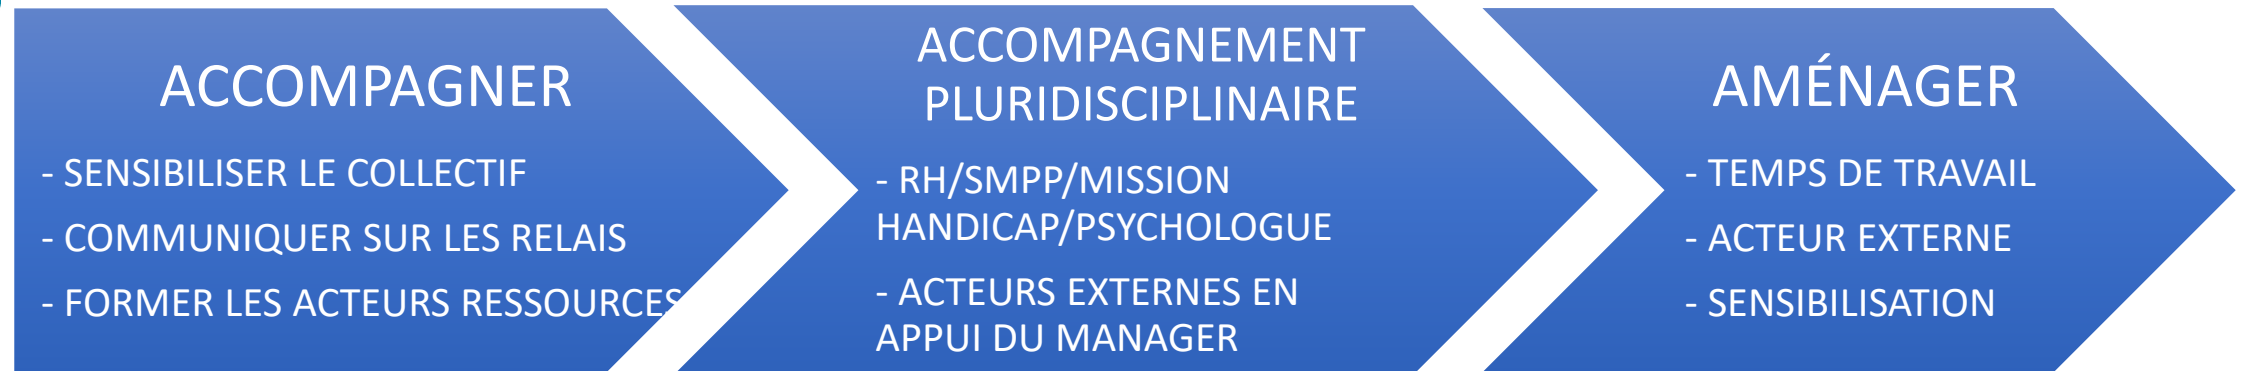 ACCOMPAGNER
- SENSIBILISER LE COLLECTIF
- COMMUNIQUER SUR LES RELAIS
- FORMER LES ACTEURS RESSOURCES
ACCOMPAGNEMENT
PLURIDISCIPLINAIRE
- RH/SMPP/MISSION
HANDICAP/PSYCHOLOGUE
- ACTEURS EXTERNES EN
APPUI DU MANAGER
AMÉNAGER
- TEMPS DE TRAVAIL
- ACTEUR EXTERNE
- SENSIBILISATION